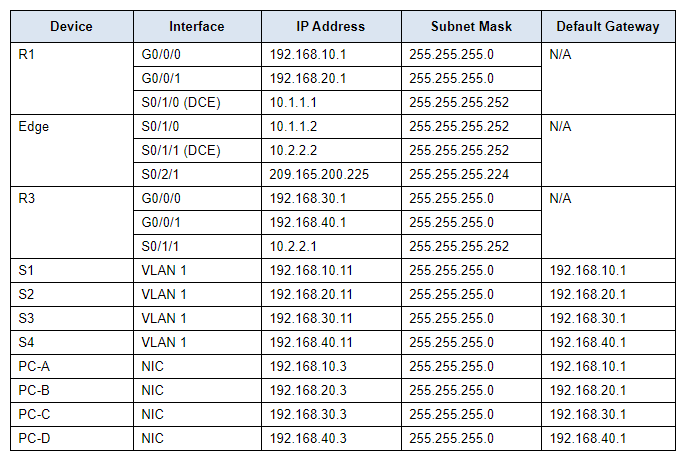 Device Interface IP Address Subnet Mask Default Gateway
R1 G0/0/0 192.168.10.1 255.255.255.0 N/A
G0/0/1 192.168.20.1 255.255.255.0
S0/1/0 (DCE) 10.1.1.1 255.255.255.252
Edge S0/1/0 10.1.1.2 255.255.255.252 N/A
S0/1/1 (DCE) 10.2.2.2 255.255.255.252
S0/2/1 209.165.200.225 255.255.255.224
R3 G0/0/0 192.168.30.1 255.255.255.0 N/A
G0/0/1 192.168.40.1 255.255.255.0
S0/1/1 10.2.2.1 255.255.255.252
S1 VLAN 1 192.168.10.11 255.255.255.0 192.168.10.1
S2 VLAN 1 192.168.20.11 255.255.255.0 192.168.20.1
S3 VLAN 1 192.168.30.11 255.255.255.0 192.168.30.1
S4 VLAN 1 192.168.40.11 255.255.255.0 192.168.40.1
PC-A NIC 192.168.10.3 255.255.255.0 192.168.10.1
PC-B NIC 192.168.20.3 255.255.255.0 192.168.20.1
PC-C NIC 192.168.30.3 255.255.255.0 192.168.30.1
PC-D NIC 192.168.40.3 255.255.255.0 192.168.40.1